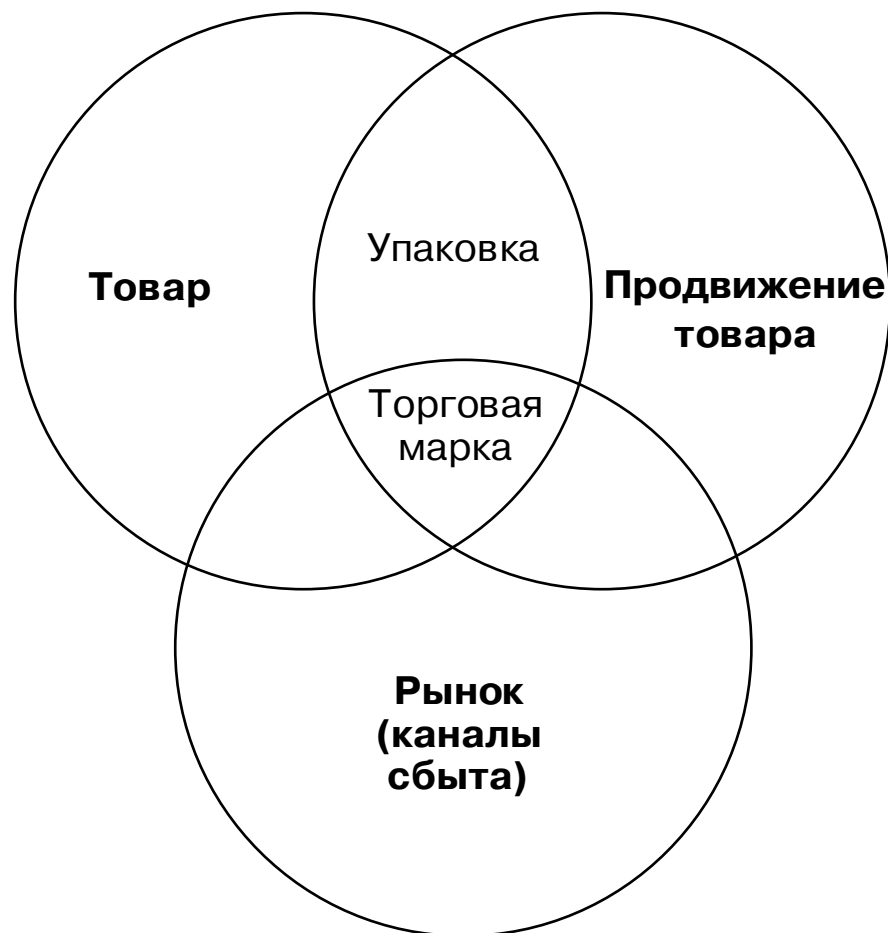 Упаковка
Товар
Продвижение
товара
Торговая
марка
Рынок
(каналы
сбыта)